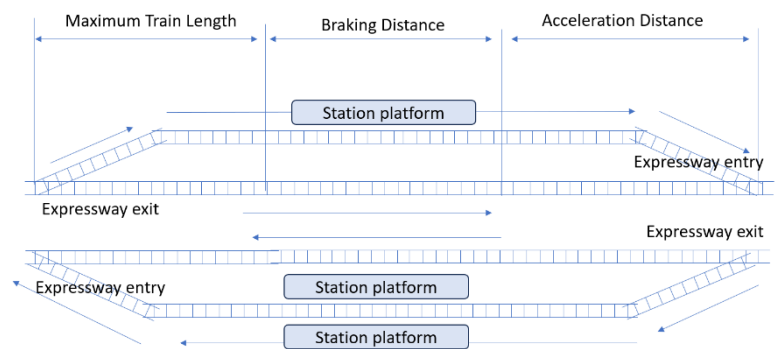 Maximum Train Length
Braking Distance
Acceleration Distance
Station platform
Expressway entry
Expressway exit
Expressway exit
Expressway entry
Station platform
Station platform